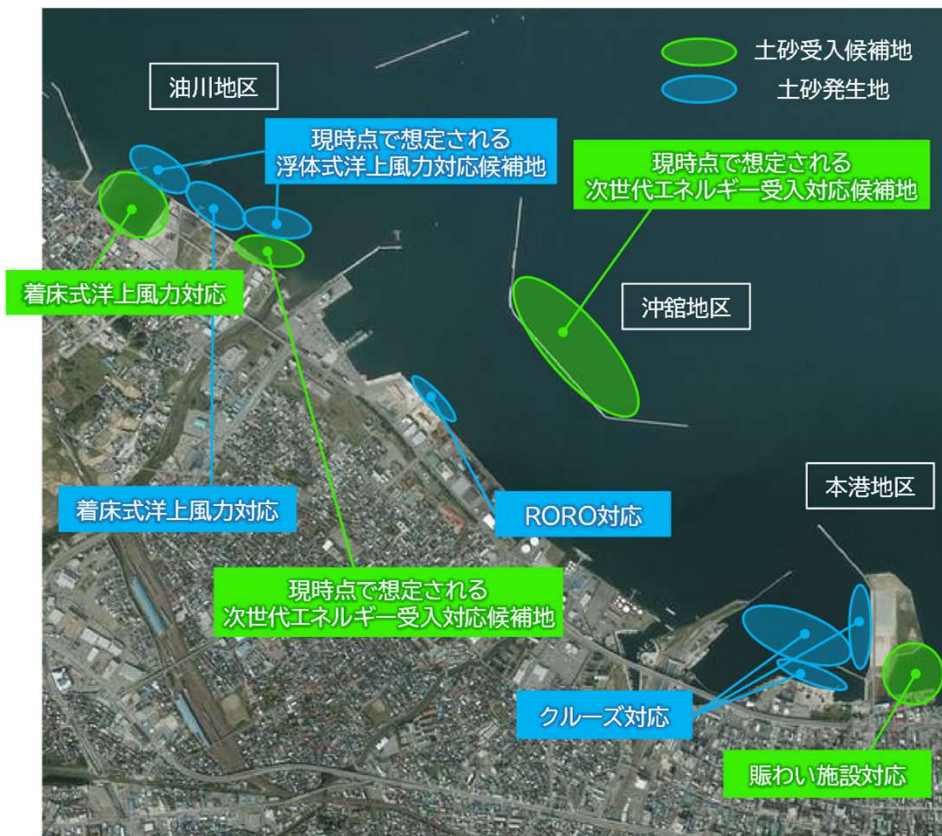 土砂受入候補地
土砂発生地
油川地区
現時点で想定される
浮体式洋上風力対応候補地
現時点で想定される
次世代エネルギー受入対応候補地
着床式洋上風力対応
沖舘地区
着床式洋上風力対応
RORO対応
本港地区
現時点で想定される
次世代エネルギー受入対応候補地
クルーズ対応
賑わい施設対応